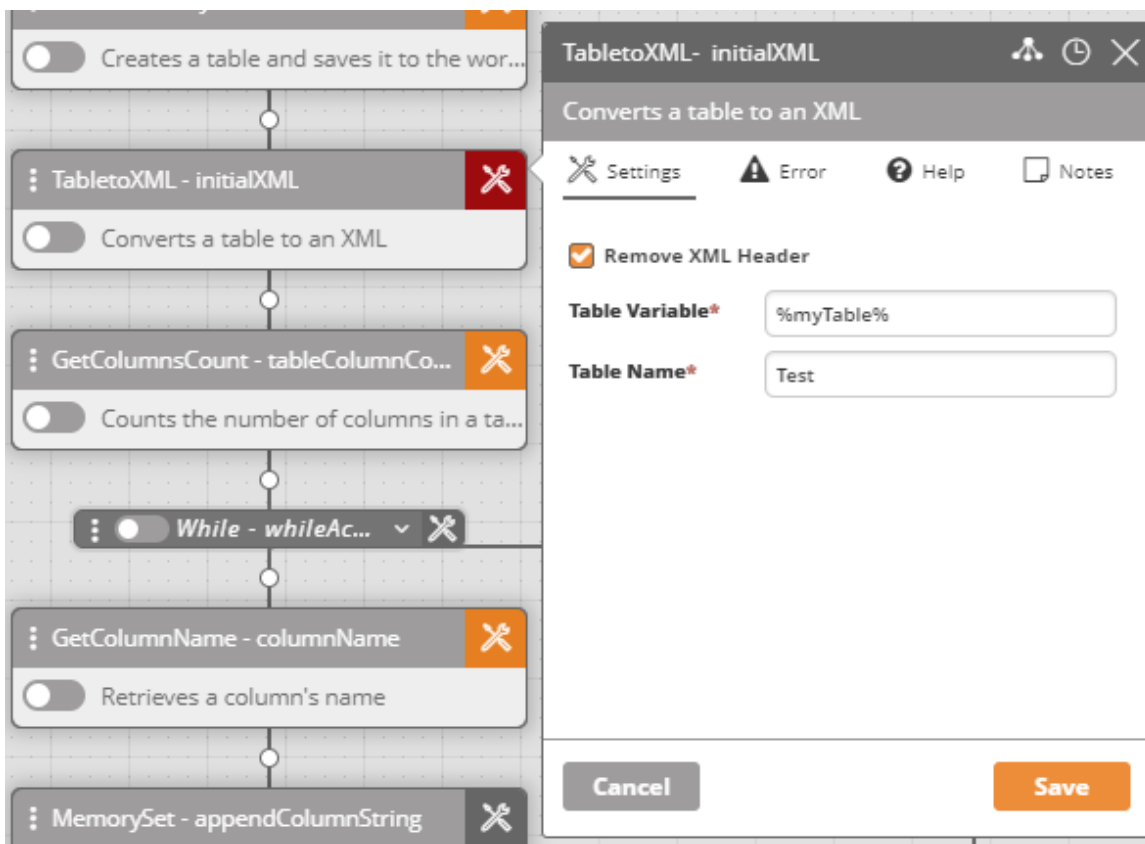 Creates a table and saves it to the wor...
TabletoXML - initialXML
Converts a table to an XML
GetColumnsCount - tableColumnCo...
Counts the number of columns in a ta...
While - whileAc...
GetColumnName - columnName
Retrieves a column's name
MemorySet - appendColumnString
TabletoXML- initialXML
Converts a table to an XML
Settings Error Help Notes
Remove XML Header
Table Variable* %myTable%
Table Name* Test
Cancel Save